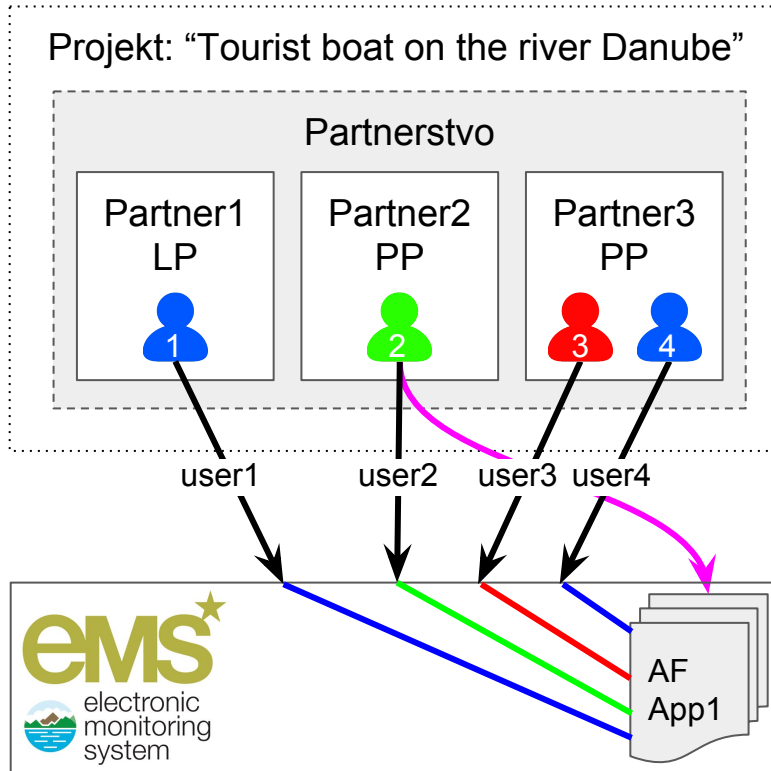 Projekt: “Tourist boat on the river Danube”
Partnerstvo
Partner1
LP
Partner2
PP
Partner3
PP
1
2
3
4
user1
user2
user3
user4
eMS
electronic
monitoring
system
AF
App1